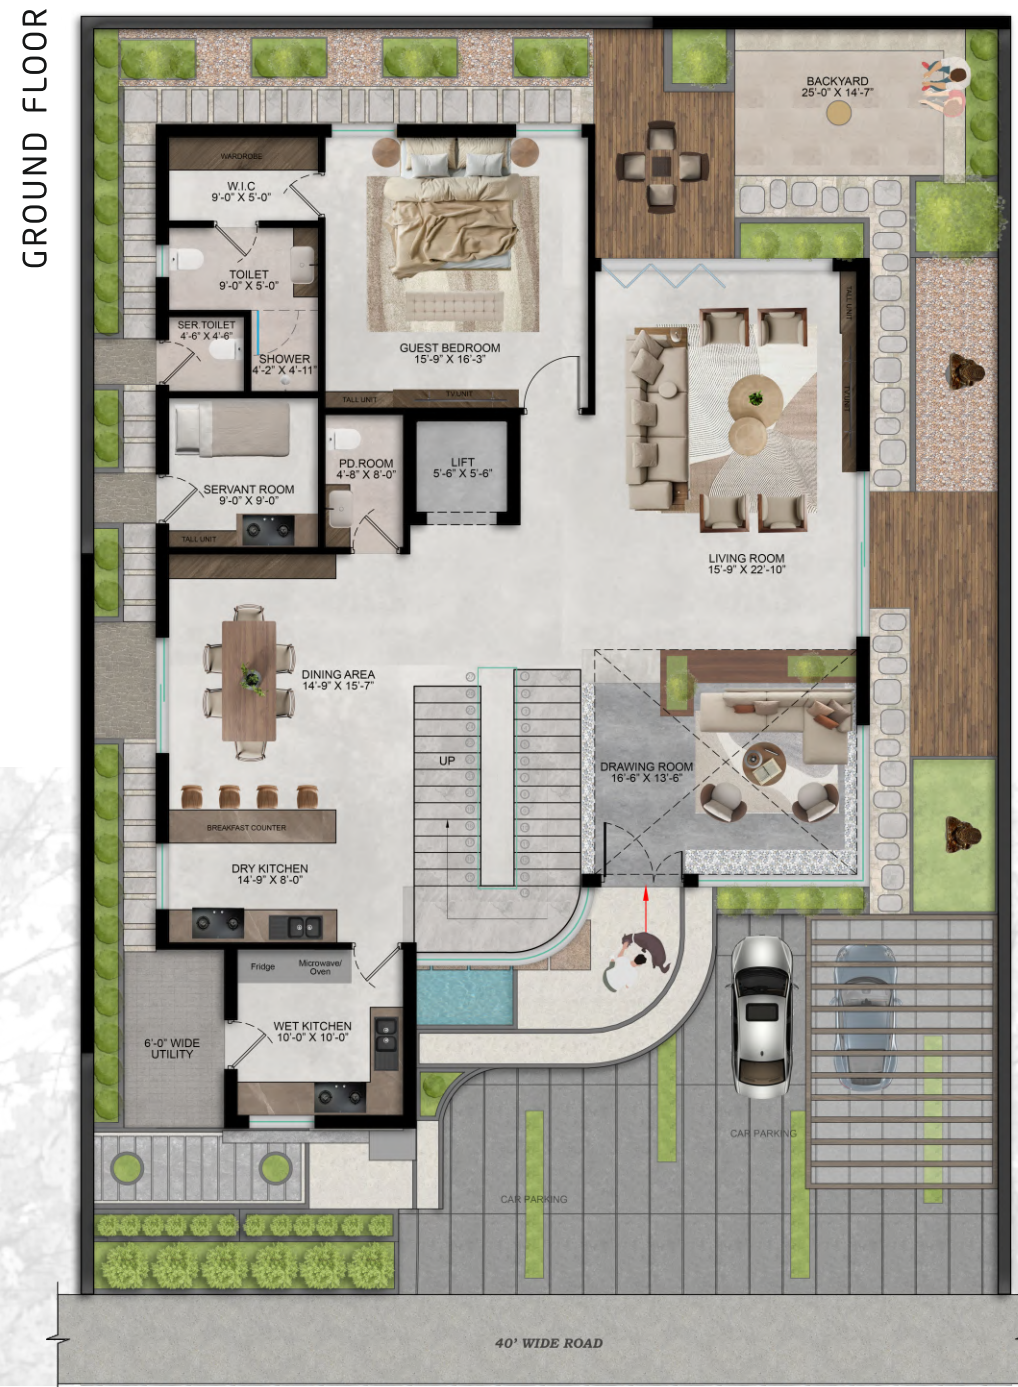 GROUND FLOOR
BACKYARD
25'-0" X 14'-7"
WARDROBE
W.I.C
9'-0" X 5'-0"
TOILET
9'-0" X 5'-0"
SER.TOILET
4'-6" X 4'-6"
SHOWER
4'-2" X 4'-11"
GUEST BEDROOM
15'-9" X 16'-3"
TALL UNIT
TV UNIT
TALL UNIT
TV UNIT
PD.ROOM
4'-8" X 8'-0"
LIFT
5'-6" X 5'-6"
SERVANT ROOM
9'-0" X 9'-0"
TALL UNIT
LIVING ROOM
15'-9" X 22'-10"
DINING AREA
14'-9" X 15'-7"
UP
DRAWING ROOM
16'-6" X 13'-6"
BREAKFAST COUNTER
DRY KITCHEN
14'-9" X 8'-0"
Fridge
Microwave/
Oven
WET KITCHEN
10'-0" X 10'-0"
6'-0" WIDE
UTILITY
CAR PARKING
CAR PARKING
40' WIDE ROAD